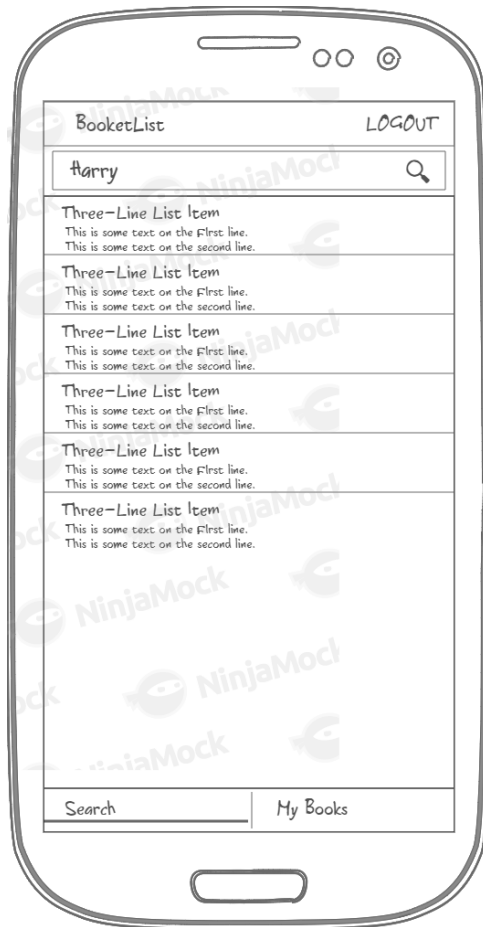 BooketList LOGOUT
Harry
Three-Line List Item
This is some text on the First line.
This is some text on the second line.
Three-Line List Item
This is some text on the First line.
This is some text on the second line.
Three-Line List Item
This is some text on the First line.
This is some text on the second line.
Three-Line List Item
This is some text on the First line.
This is some text on the second line.
Three-Line List Item
This is some text on the First line.
This is some text on the second line.
Three-Line List Item
This is some text on the First line.
This is some text on the second line.
NinjaMock
NinjaMock
Search My Books